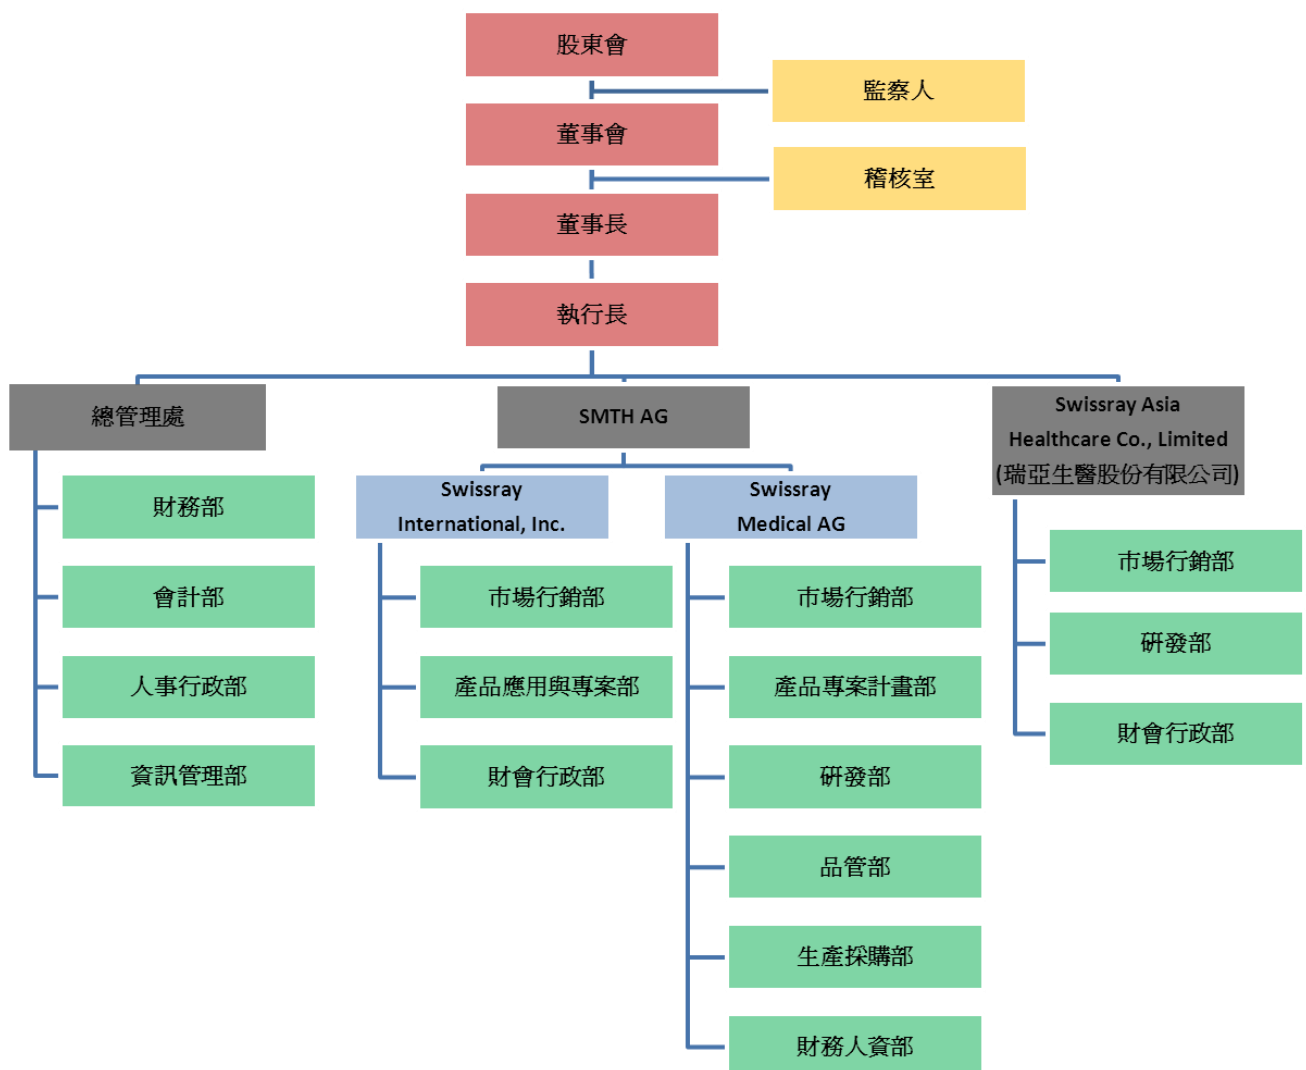 股東會
監察人
董事會
稽核室
董事長
執行長
總管理處
財務部
會計部
人事行政部
資訊管理部
SMTH AG
Swissray
International, Inc.
市場行銷部
產品應用與專案部
財會行政部
Swissray
Medical AG
市場行銷部
產品專案計畫部
研發部
品管部
生產採購部
財務人資部
Swissray Asia
Healthcare Co., Limited
(瑞亞生醫股份有限公司)
市場行銷部
研發部
財會行政部